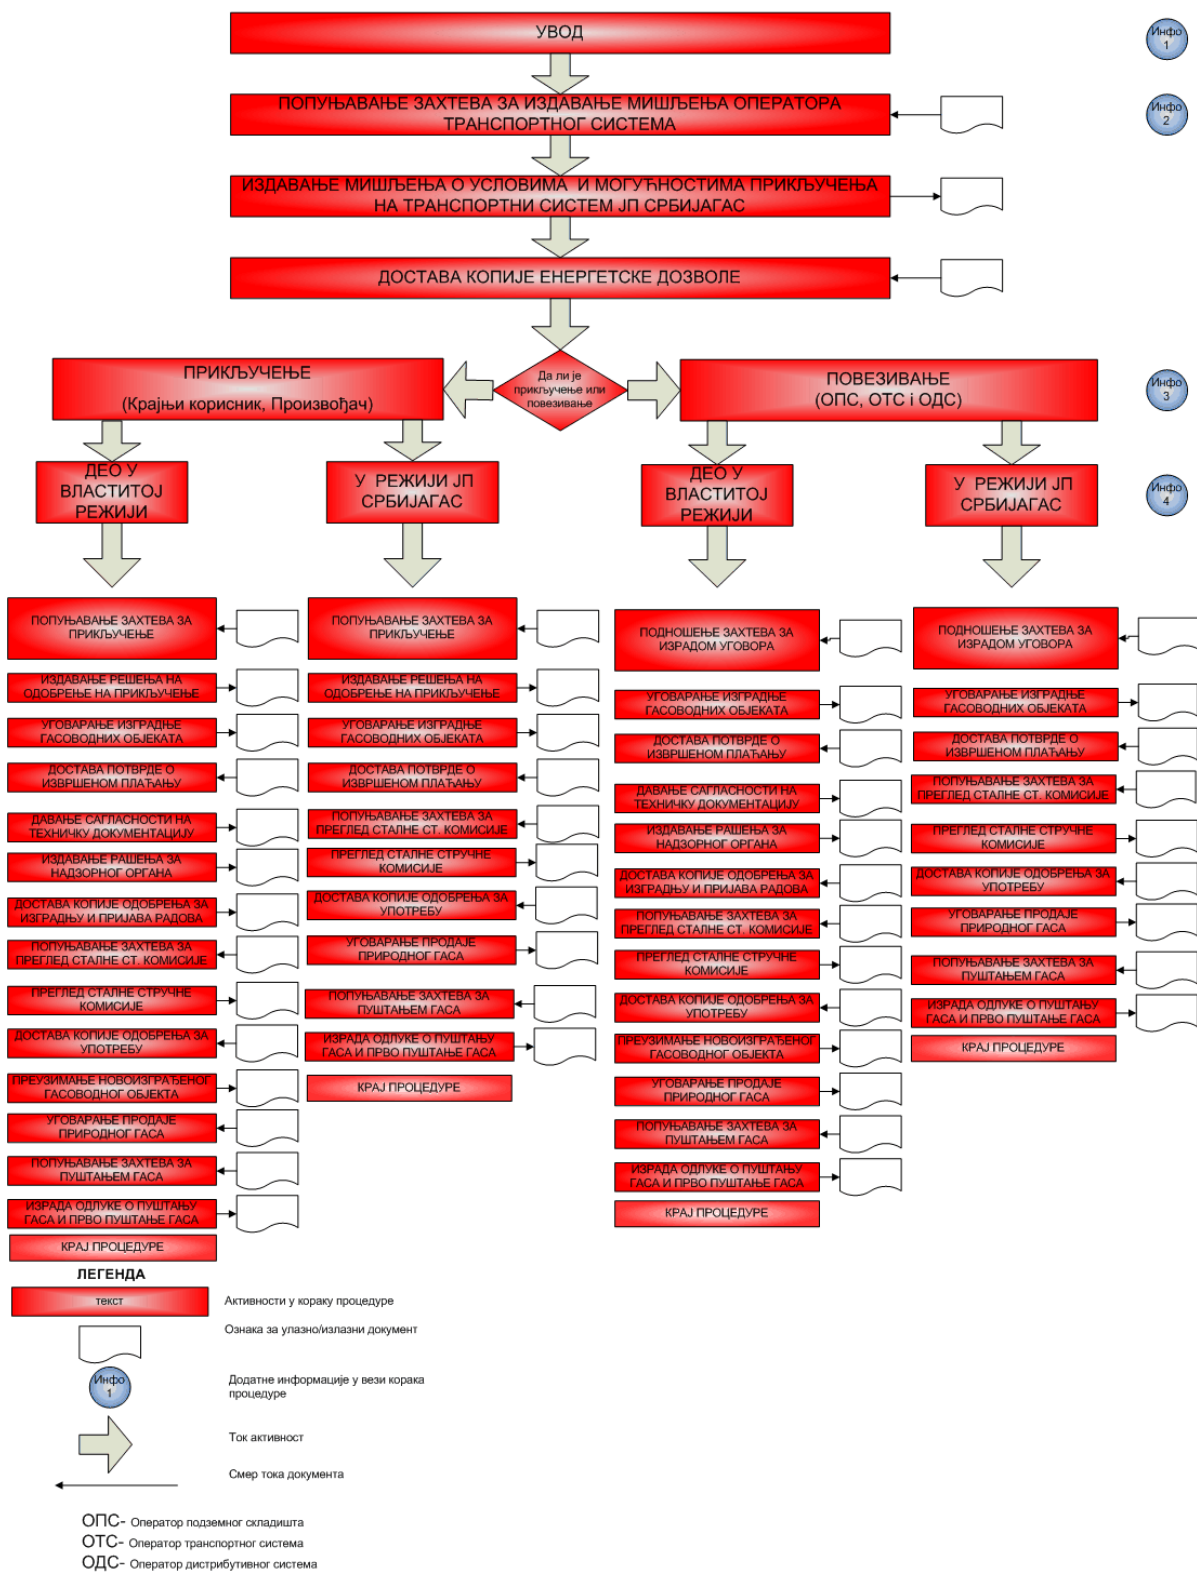 УВОД
Инфо
1
ПОПУЊАВАЊЕ ЗАХТЕВА ЗА ИЗДАВАЊЕ МИШЉЕЊА ОПЕРАТОРА
ТРАНСПОРТНОГ СИСТЕМА
Инфо
2
ИЗДАВАЊЕ МИШЉЕЊА О УСЛОВИМА И МОГУЋНОСТИМА ПРИКЉУЧЕЊА
НА ТРАНСПОРТНИ СИСТЕМ ЈП СРБИЈАГАС
ДОСТАВА КОПИЈЕ ЕНЕРГЕТСКЕ ДОЗВОЛЕ
ПРИКЉУЧЕЊЕ
(Крајњи корисник, Произвођач)
Да ли је
прикључење или
повезивање
ПОВЕЗИВАЊЕ
(ОПС, ОТС і ОДС)
Инфо
3
ДЕО У
ВЛАСТИТОЈ
РЕЖИЈИ
У РЕЖИЈИ ЈП
СРБИЈАГАС
ДЕО У
ВЛАСТИТОЈ
РЕЖИЈИ
У РЕЖИЈИ ЈП
СРБИЈАГАС
Инфо
4
ПОПУЊАВАЊЕ ЗАХТЕВА ЗА
ПРИКЉУЧЕЊЕ
ИЗДАВАЊЕ РЕШЕЊА НА
ОДОБРЕЊЕ НА ПРИКЉУЧЕЊЕ
УГОВАРАЊЕ ИЗГРАДЊЕ
ГАСОВОДНИХ ОБЈЕКАТА
ДОСТАВА ПОТВРДЕ О
ИЗВРШЕНОМ ПЛАЋАЊУ
ДАВАЊЕ САГЛАСНОСТИ НА
ТЕХНИЧКУ ДОКУМЕНТАЦИЈУ
ИЗДАВАЊЕ РАШЕЊА ЗА
НАДЗОРНОГ ОРГАНА
ДОСТАВА КОПИЈЕ ОДОБРЕЊА ЗА
ИЗГРАДЊУ И ПРИЈАВА РАДОВА
ПОПУЊАВАЊЕ ЗАХТЕВА ЗА
ПРЕГЛЕД СТАЛНЕ СТ. КОМИСИЈЕ
ПРЕГЛЕД СТАЛНЕ СТРУЧНЕ
КОМИСИЈЕ
ДОСТАВА КОПИЈЕ ОДОБРЕЊА ЗА
УПОТРЕБУ
ПРЕУЗИМАЊЕ НОВОИЗГРАЂЕНОГ
ГАСОВОДНОГ ОБЈЕКТА
УГОВАРАЊЕ ПРОДАЈЕ
ПРИРОДНОГ ГАСА
ПОПУЊАВАЊЕ ЗАХТЕВА ЗА
ПУШТАЊЕМ ГАСА
ИЗРАДА ОДЛУКЕ О ПУШТАЊУ
ГАСА И ПРВО ПУШТАЊЕ ГАСА
КРАЈ ПРОЦЕДУРЕ
ПОПУЊАВАЊЕ ЗАХТЕВА ЗА
ПРИКЉУЧЕЊЕ
ИЗДАВАЊЕ РЕШЕЊА НА
ОДОБРЕЊЕ НА ПРИКЉУЧЕЊЕ
УГОВАРАЊЕ ИЗГРАДЊЕ
ГАСОВОДНИХ ОБЈЕКАТА
ДОСТАВА ПОТВРДЕ О
ИЗВРШЕНОМ ПЛАЋАЊУ
ПОПУЊАВАЊЕ ЗАХТЕВА ЗА
ПРЕГЛЕД СТАЛНЕ СТ. КОМИСИЈЕ
ПРЕГЛЕД СТАЛНЕ СТРУЧНЕ
КОМИСИЈЕ
ДОСТАВА КОПИЈЕ ОДОБРЕЊА ЗА
УПОТРЕБУ
УГОВАРАЊЕ ПРОДАЈЕ
ПРИРОДНОГ ГАСА
ПОПУЊАВАЊЕ ЗАХТЕВА ЗА
ПУШТАЊЕМ ГАСА
ИЗРАДА ОДЛУКЕ О ПУШТАЊУ
ГАСА И ПРВО ПУШТАЊЕ ГАСА
КРАЈ ПРОЦЕДУРЕ
ПОДНОШЕЊЕ ЗАХТЕВА ЗА
ИЗРАДОМ УГОВОРА
УГОВАРАЊЕ ИЗГРАДЊЕ
ГАСОВОДНИХ ОБЈЕКАТА
ДОСТАВА ПОТВРДЕ О
ИЗВРШЕНОМ ПЛАЋАЊУ
ДАВАЊЕ САГЛАСНОСТИ НА
ТЕХНИЧКУ ДОКУМЕНТАЦИЈУ
ИЗДАВАЊЕ РАШЕЊА ЗА
НАДЗОРНОГ ОРГАНА
ДОСТАВА КОПИЈЕ ОДОБРЕЊА ЗА
ИЗГРАДЊУ И ПРИЈАВА РАДОВА
ПОПУЊАВАЊЕ ЗАХТЕВА ЗА
ПРЕГЛЕД СТАЛНЕ СТ. КОМИСИЈЕ
ПРЕГЛЕД СТАЛНЕ СТРУЧНЕ
КОМИСИЈЕ
ДОСТАВА КОПИЈЕ ОДОБРЕЊА ЗА
УПОТРЕБУ
ПРЕУЗИМАЊЕ НОВОИЗГРАЂЕНОГ
ГАСОВОДНОГ ОБЈЕКТА
УГОВАРАЊЕ ПРОДАЈЕ
ПРИРОДНОГ ГАСА
ПОПУЊАВАЊЕ ЗАХТЕВА ЗА
ПУШТАЊЕМ ГАСА
ИЗРАДА ОДЛУКЕ О ПУШТАЊУ
ГАСА И ПРВО ПУШТАЊЕ ГАСА
КРАЈ ПРОЦЕДУРЕ
ПОДНОШЕЊЕ ЗАХТЕВА ЗА
ИЗРАДОМ УГОВОРА
УГОВАРАЊЕ ИЗГРАДЊЕ
ГАСОВОДНИХ ОБЈЕКАТА
ДОСТАВА ПОТВРДЕ О
ИЗВРШЕНОМ ПЛАЋАЊУ
ПОПУЊАВАЊЕ ЗАХТЕВА ЗА
ПРЕГЛЕД СТАЛНЕ СТ. КОМИСИЈЕ
ПРЕГЛЕД СТАЛНЕ СТРУЧНЕ
КОМИСИЈЕ
ДОСТАВА КОПИЈЕ ОДОБРЕЊА ЗА
УПОТРЕБУ
УГОВАРАЊЕ ПРОДАЈЕ
ПРИРОДНОГ ГАСА
ПОПУЊАВАЊЕ ЗАХТЕВА ЗА
ПУШТАЊЕМ ГАСА
ИЗРАДА ОДЛУКЕ О ПУШТАЊУ
ГАСА И ПРВО ПУШТАЊЕ ГАСА
КРАЈ ПРОЦЕДУРЕ
ЛЕГЕНДА
текст
Активности у кораку процедуре
Ознака за улазно/излазни документ
Инфо
1
Додатне информације у вези корака
процедуре
Ток активност
Смер тока документа
ОПС- Оператор подземног складишта
ОТС- Оператор транспортног система
ОДС- Оператор дистрибутивног система